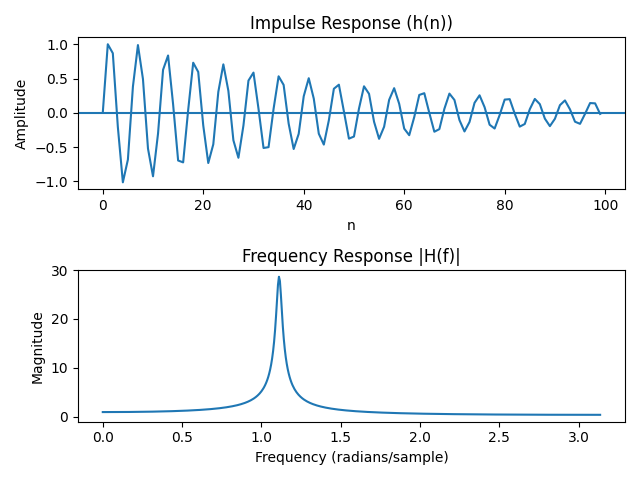 Impulse Response (h(n))
1.0
0.5
0.0
−0.5
−1.0
Amplitude
0 20 40 60 80 100
n
Frequency Response |H(f)|
30
20
10
0
Magnitude
0.0 0.5 1.0 1.5 2.0 2.5 3.0
Frequency (radians/sample)